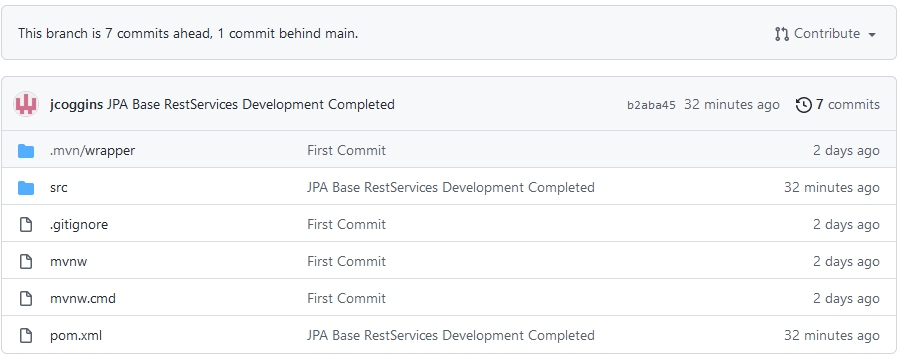 This branch is 7 commits ahead, 1 commit behind main. Contribute
jcoggins JPA Base RestServices Development Completed b2aba45 32 minutes ago 7 commits
.mvn/wrapper First Commit 2 days ago
src JPA Base RestServices Development Completed 32 minutes ago
.gitignore First Commit 2 days ago
mvnw First Commit 2 days ago
mvnw.cmd First Commit 2 days ago
pom.xml JPA Base RestServices Development Completed 32 minutes ago